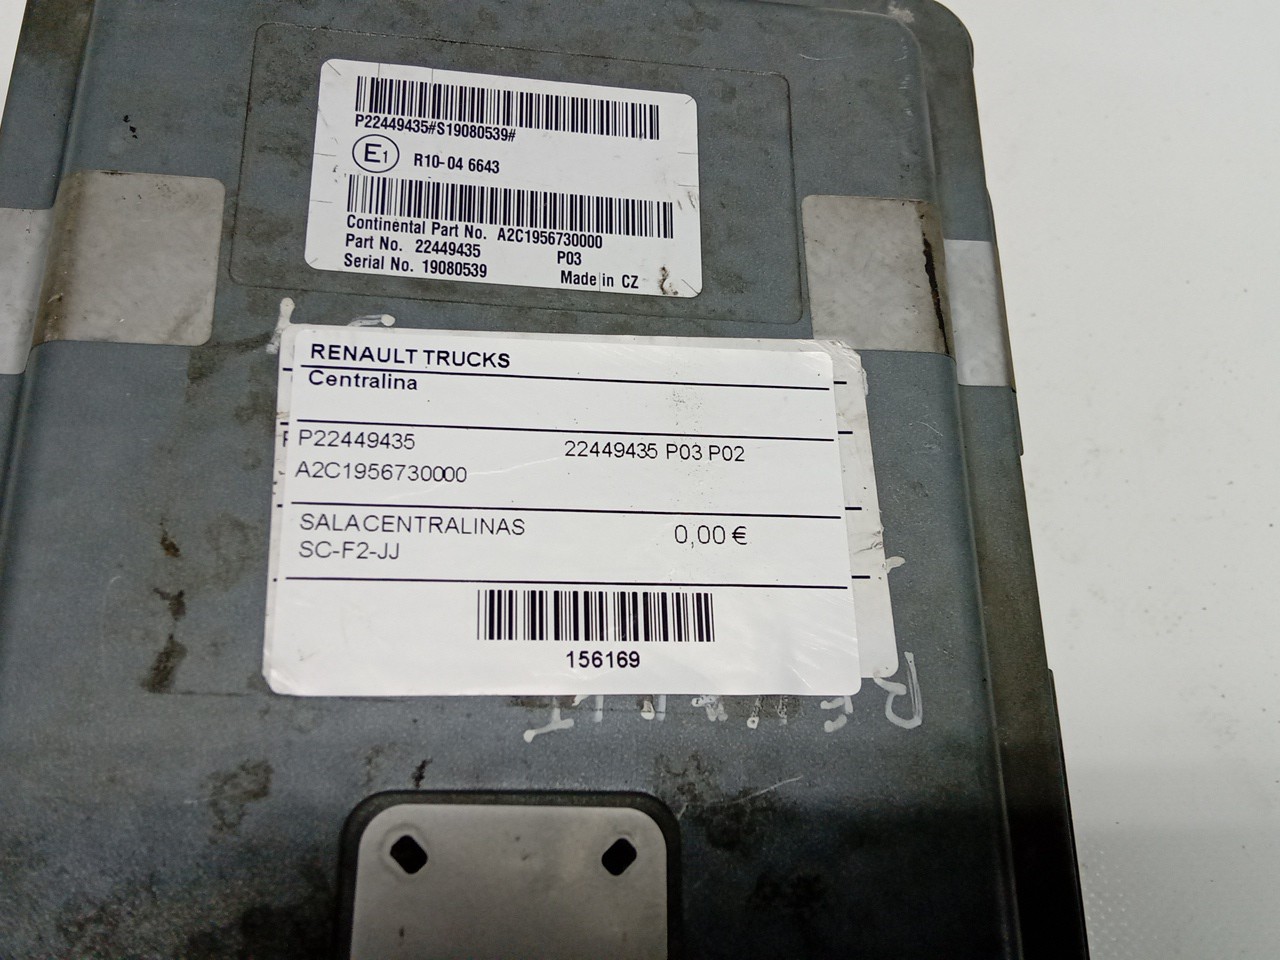 P22449435#S19080539#
E1 R10-04 6643
Continental Part No. A2C1956730000
Part No. 22449435 P03
Serial No. 19080539 Made in CZ
RENAULT TRUCKS
Centralina
P22449435 22449435 P03 P02
A2C1956730000
SALACENTRALINAS 0,00 €
SC-F2-JJ
156169